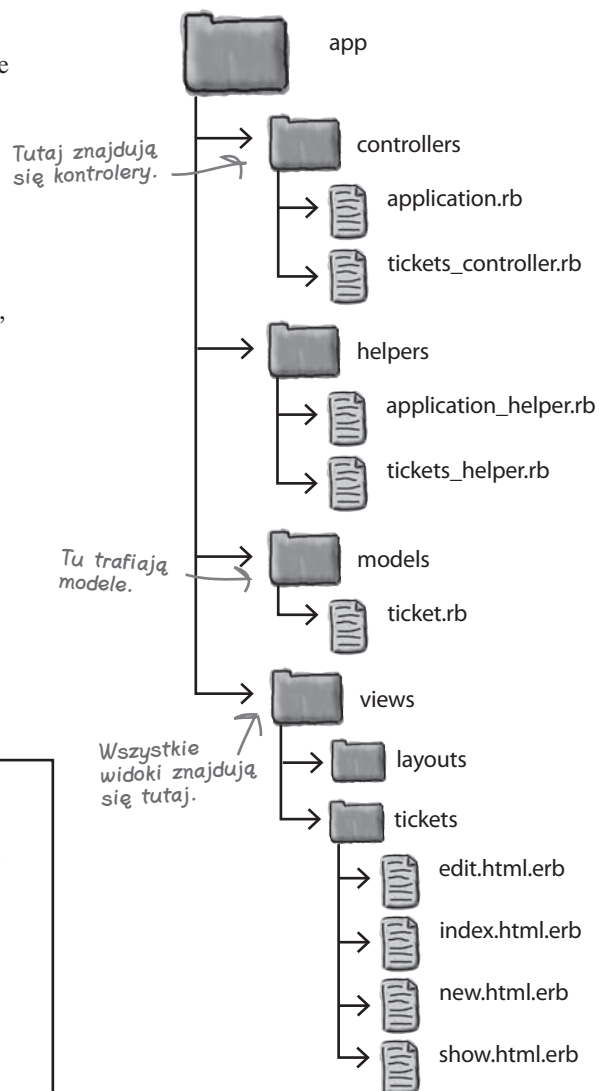 e
app
Tutaj znajdują
się kontrolery.
controllers
application.rb
tickets_controller.rb
,
helpers
application_helper.rb
tickets_helper.rb
Tu trafiają
modele.
models
ticket.rb
views
Wszystkie
widoki znajdują
się tutaj.
layouts
tickets
edit.html.erb
index.html.erb
new.html.erb
show.html.erb